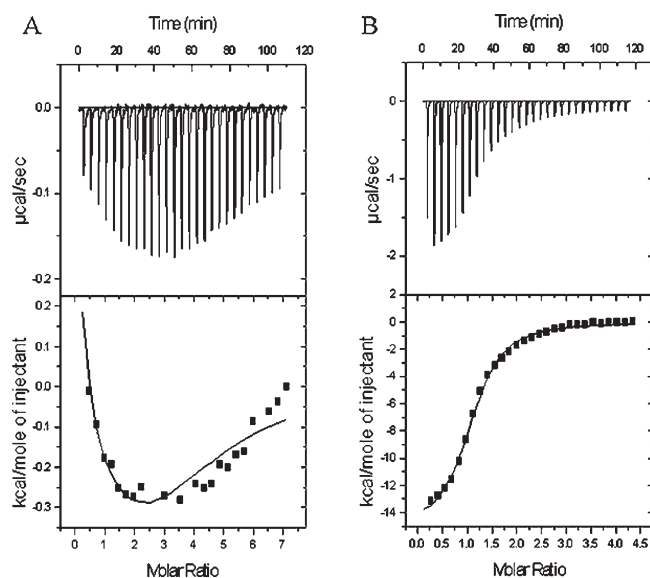 A
Time (min)
0 20 40 60 80 100 120
µcal/sec
0.0
-0.1
-0.2
0.2
0.1
0.0
-0.1
-0.2
-0.3
kcal/mole of injectant
0 1 2 3 4 5 6 7
Molar Ratio
B
Time (min)
0 20 40 60 80 100 120
µcal/sec
0
-1
-2
2
0
-2
-4
-6
-8
-10
-12
-14
kcal/mole of injectant
0.0 0.5 1.0 1.5 2.0 2.5 3.0 3.5 4.0 4.5
Molar Ratio